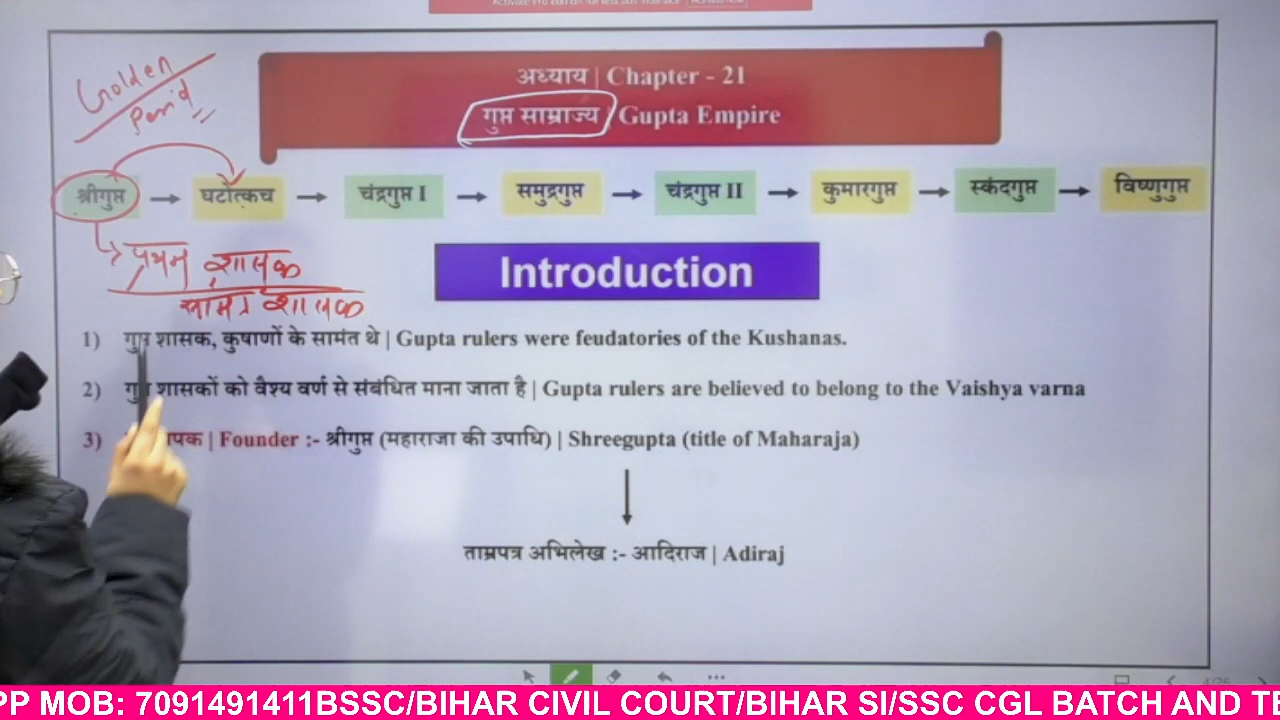 Golden
अध्याय | Chapter - 21
गुप्त साम्राज्य | Gupta Empire
श्रीगुप्त → घटोत्कच → चंद्रगुप्त I → समुद्रगुप्त → चंद्रगुप्त II → कुमारगुप्त → स्कंदगुप्त → विष्णुगुप्त
प्रथम शासक
शासक
Introduction
1) गुप्त शासक, कुषाणों के सामंत थे | Gupta rulers were feudatories of the Kushanas.
2) गुप्त शासकों को वैश्य वर्ण से संबंधित माना जाता है | Gupta rulers are believed to belong to the Vaishya varna
3) पक | Founder :- श्रीगुप्त (महाराजा की उपाधि) | Shreegupta (title of Maharaja)
ताम्रपत्र अभिलेख :- आदिराज | Adiraj
PP MOB: 7091491411BSSC/BIHAR CIVIL COURT/BIHAR SI/SSC CGL BATCH AND TE